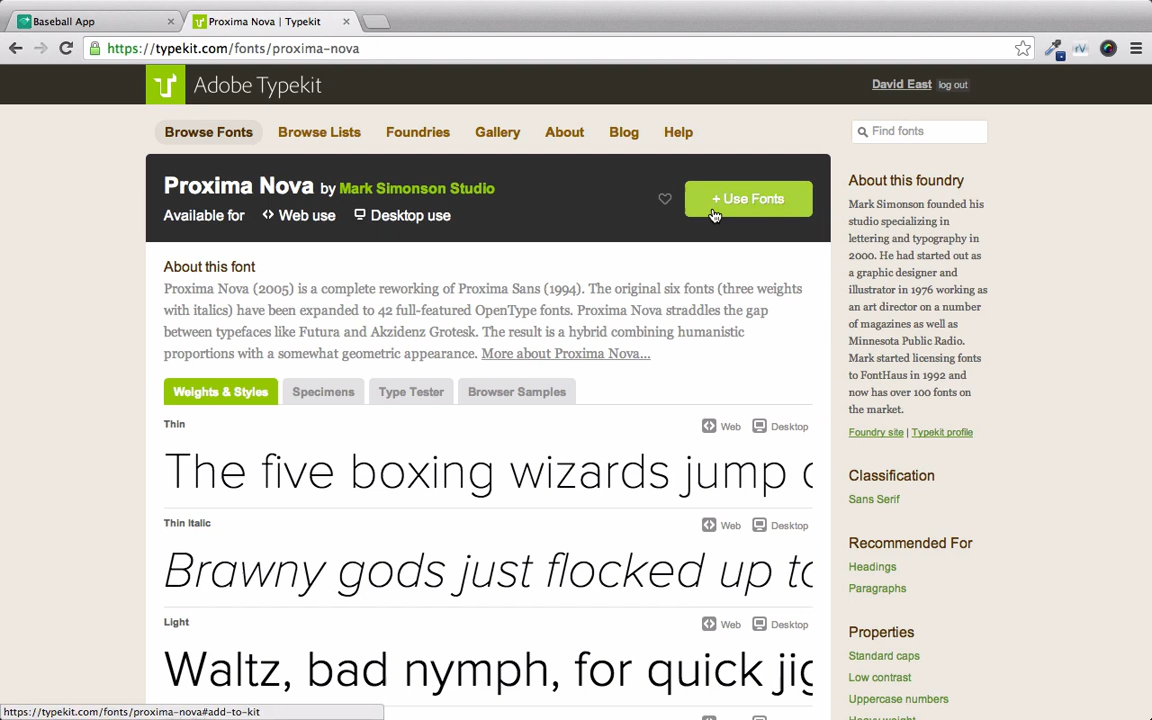 Baseball App
Proxima Nova | Typekit
https://typekit.com/fonts/proxima-nova
Adobe Typekit
David East log out
Browse Fonts Browse Lists Foundries Gallery About Blog Help
Find fonts
Proxima Nova by Mark Simonson Studio
+ Use Fonts
Available for Web use Desktop use
About this font
Proxima Nova (2005) is a complete reworking of Proxima Sans (1994). The original six fonts (three weights
with italics) have been expanded to 42 full-featured OpenType fonts. Proxima Nova straddles the gap
between typefaces like Futura and Akzidenz Grotesk. The result is a hybrid combining humanistic
proportions with a somewhat geometric appearance. More about Proxima Nova...
Weights & Styles Specimens Type Tester Browser Samples
Thin Web Desktop
The five boxing wizards jump
Thin Italic Web Desktop
Brawny gods just flocked up to
Light Web Desktop
Waltz, bad nymph, for quick jig
Web Desktop
About this foundry
Mark Simonson founded his
studio specializing in
lettering and typography in
2000. He had started out as
a graphic designer and
illustrator in 1976 working as
an art director on a number
of magazines as well as
Minnesota Public Radio.
Mark started licensing fonts
to FontHaus in 1992 and
now has over 100 fonts on
the market.
Foundry site | Typekit profile
Classification
Sans Serif
Recommended For
Headings
Paragraphs
Properties
Standard caps
Low contrast
Uppercase numbers
Heavy weight
https://typekit.com/fonts/proxima-nova#add-to-kit